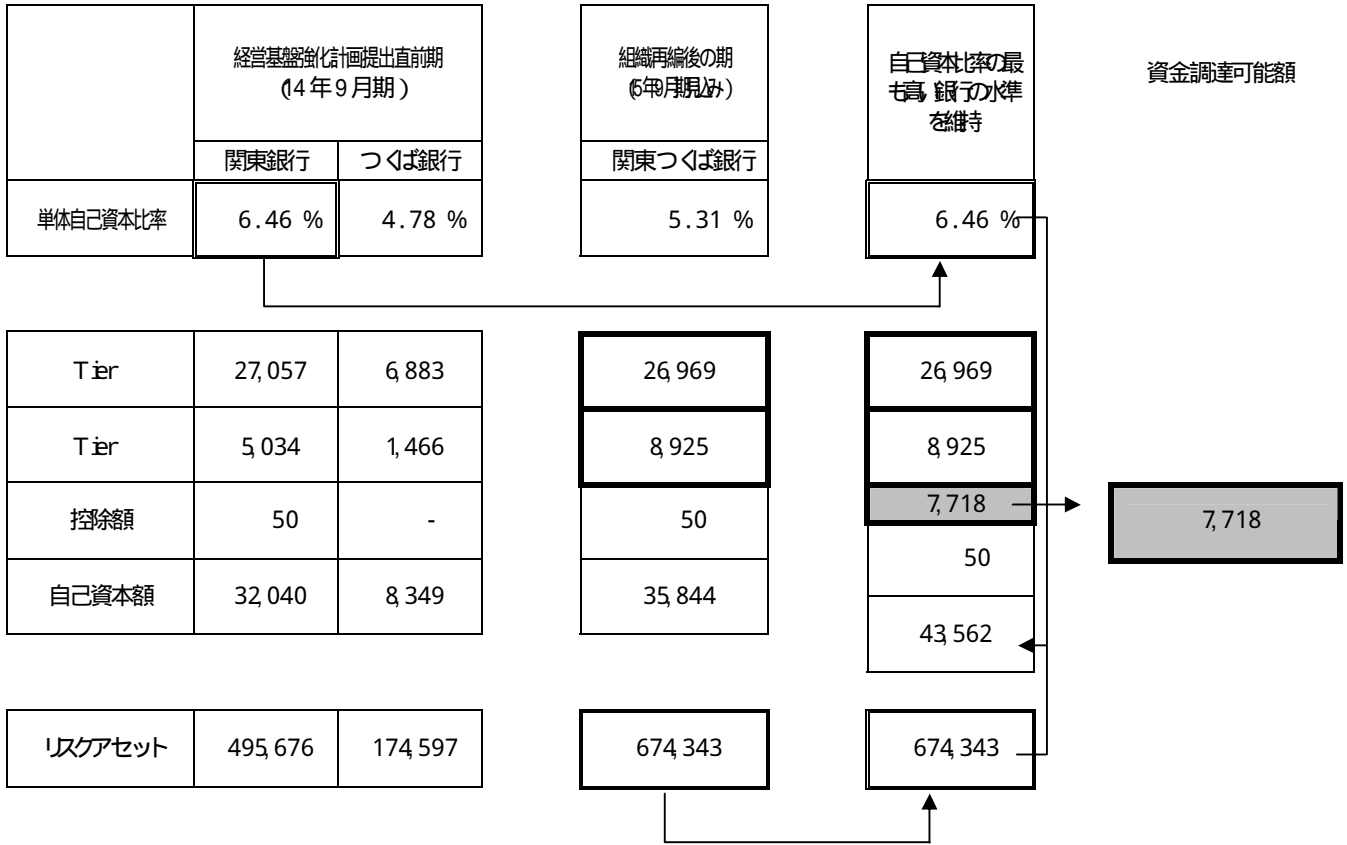 経営基盤強化計画提出直前期
(14年9月期)
組織再編後の期
(15年9月期見込み)
自己資本比率の最
も高い銀行の水準
を維持
資金調達可能額
関東銀行 つくば銀行 関東つくば銀行
単体自己資本比率 6.46 % 4.78 % 5.31 % 6.46 %
Tier 27,057 6,883 26,969 26,969
Tier 5,034 1,466 8,925 8,925
7,718 7,718
控除額 50 - 50 50
自己資本額 32,040 8,349 35,844 43,562
リスクアセット 495,676 174,597 674,343 674,343